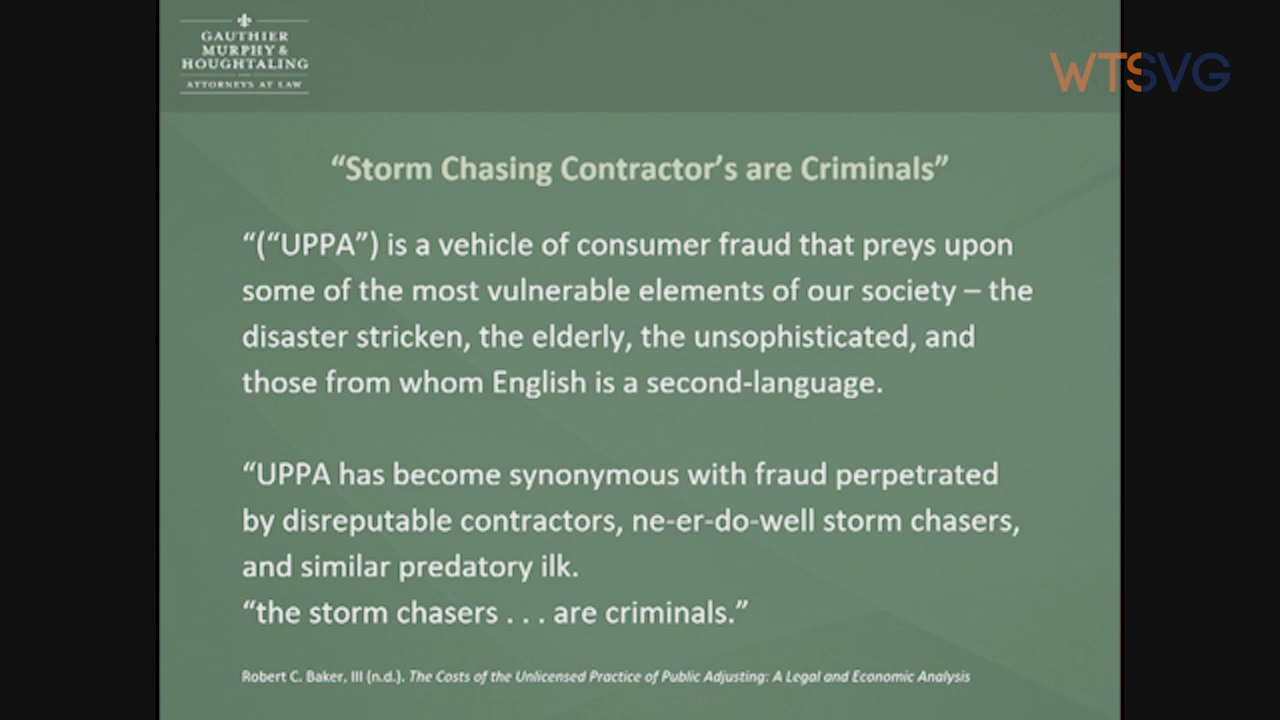 GAUTHIER
MURPHY &
HOUGHTALING
ATTORNEYS AT LAW
WTSVG
“Storm Chasing Contractor’s are Criminals”
“(“UPPA”) is a vehicle of consumer fraud that preys upon
some of the most vulnerable elements of our society – the
disaster stricken, the elderly, the unsophisticated, and
those from whom English is a second-language.
“UPPA has become synonymous with fraud perpetrated
by disreputable contractors, ne-er-do-well storm chasers,
and similar predatory ilk.
“the storm chasers . . . are criminals.”
Robert C. Baker, III (n.d.). The Costs of the Unlicensed Practice of Public Adjusting: A Legal and Economic Analysis